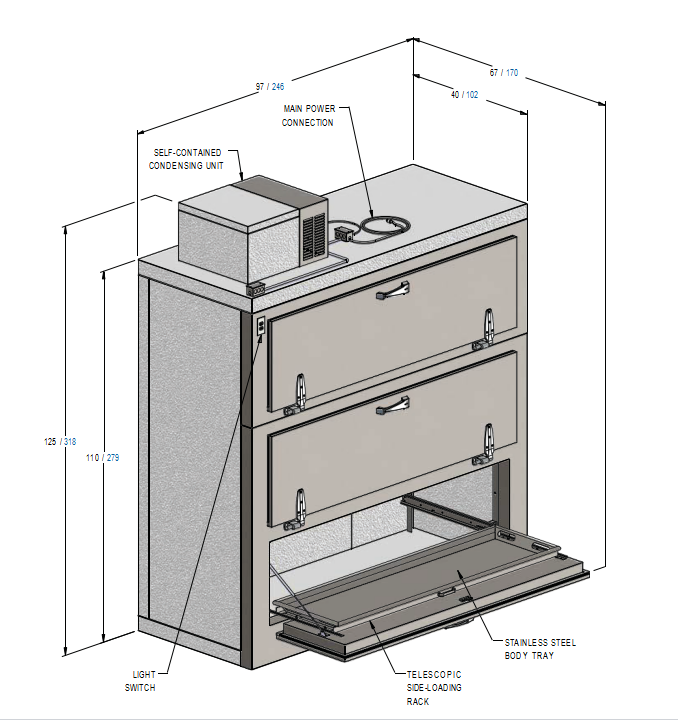 67 / 170
97 / 246
40 / 102
MAIN POWER
CONNECTION
SELF-CONTAINED
CONDENSING UNIT
125 / 318
110 / 279
STAINLESS STEEL
BODY TRAY
LIGHT
SWITCH
TELESCOPIC
SIDE-LOADING
RACK